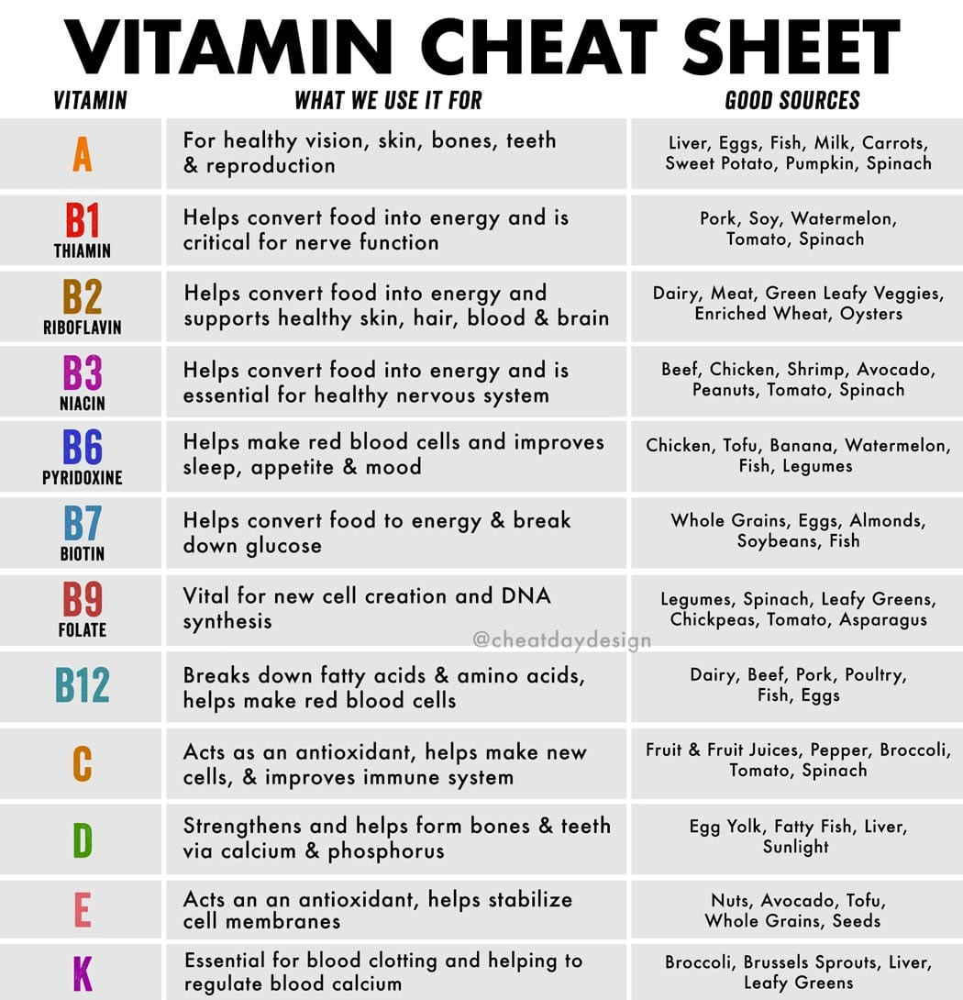 VITAMIN CHEAT SHEET
VITAMIN
WHAT WE USE IT FOR
GOOD SOURCES
A
For healthy vision, skin, bones, teeth
& reproduction
Liver, Eggs, Fish, Milk, Carrots,
Sweet Potato, Pumpkin, Spinach
B1
THIAMIN
Helps convert food into energy and is
critical for nerve function
Pork, Soy, Watermelon,
Tomato, Spinach
B2
RIBOFLAVIN
Helps convert food into energy and
supports healthy skin, hair, blood & brain
Dairy, Meat, Green Leafy Veggies,
Enriched Wheat, Oysters
B3
NIACIN
Helps convert food into energy and is
essential for healthy nervous system
Beef, Chicken, Shrimp, Avocado,
Peanuts, Tomato, Spinach
B6
PYRIDOXINE
Helps make red blood cells and improves
sleep, appetite & mood
Chicken, Tofu, Banana, Watermelon,
Fish, Legumes
B7
BIOTIN
Helps convert food to energy & break
down glucose
Whole Grains, Eggs, Almonds,
Soybeans, Fish
B9
FOLATE
Vital for new cell creation and DNA
synthesis
Legumes, Spinach, Leafy Greens,
Chickpeas, Tomato, Asparagus
@cheatdaydesign
B12
Breaks down fatty acids & amino acids,
helps make red blood cells
Dairy, Beef, Pork, Poultry,
Fish, Eggs
C
Acts as an antioxidant, helps make new
cells, & improves immune system
Fruit & Fruit Juices, Pepper, Broccoli,
Tomato, Spinach
D
Strengthens and helps form bones & teeth
via calcium & phosphorus
Egg Yolk, Fatty Fish, Liver,
Sunlight
E
Acts an an antioxidant, helps stabilize
cell membranes
Nuts, Avocado, Tofu,
Whole Grains, Seeds
K
Essential for blood clotting and helping to
regulate blood calcium
Broccoli, Brussels Sprouts, Liver,
Leafy Greens